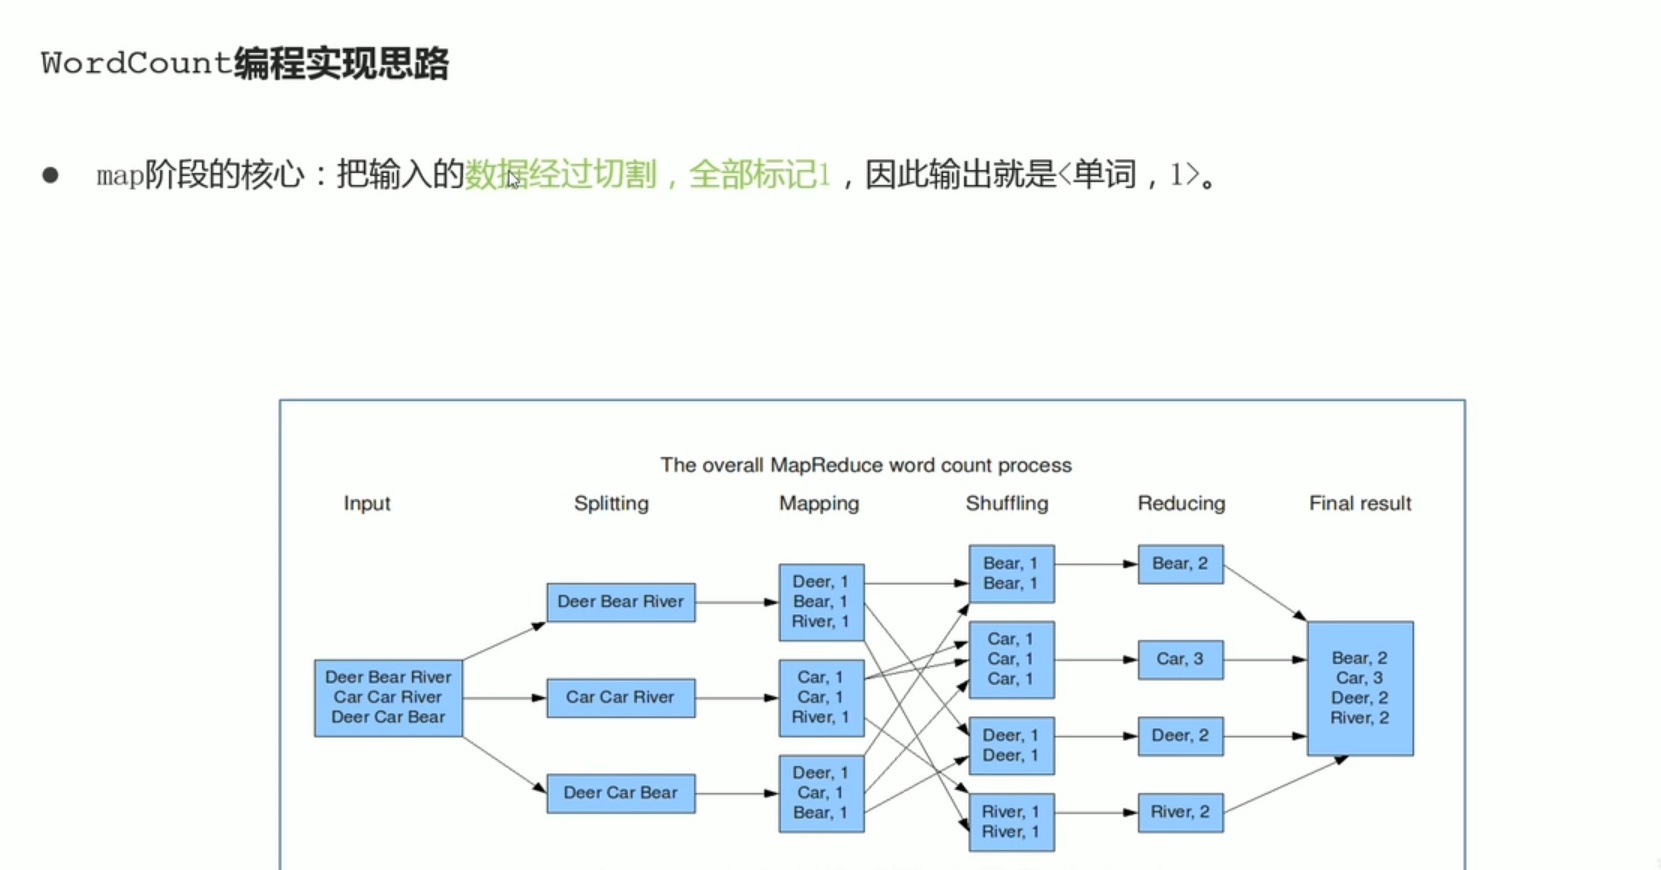 WordCount编程实现思路
● map阶段的核心：把输入的数据经过切割，全部标记1，因此输出就是<单词，1>。
The overall MapReduce word count process
Input
Splitting
Mapping
Shuffling
Reducing
Final result
Deer Bear River
Car Car River
Deer Car Bear
Deer Bear River
Car Car River
Deer Car Bear
Deer, 1
Bear, 1
River, 1
Car, 1
Car, 1
River, 1
Deer, 1
Car, 1
Bear, 1
Bear, 1
Bear, 1
Car, 1
Car, 1
Car, 1
Deer, 1
Deer, 1
River, 1
River, 1
Bear, 2
Car, 3
Deer, 2
River, 2
Bear, 2
Car, 3
Deer, 2
River, 2